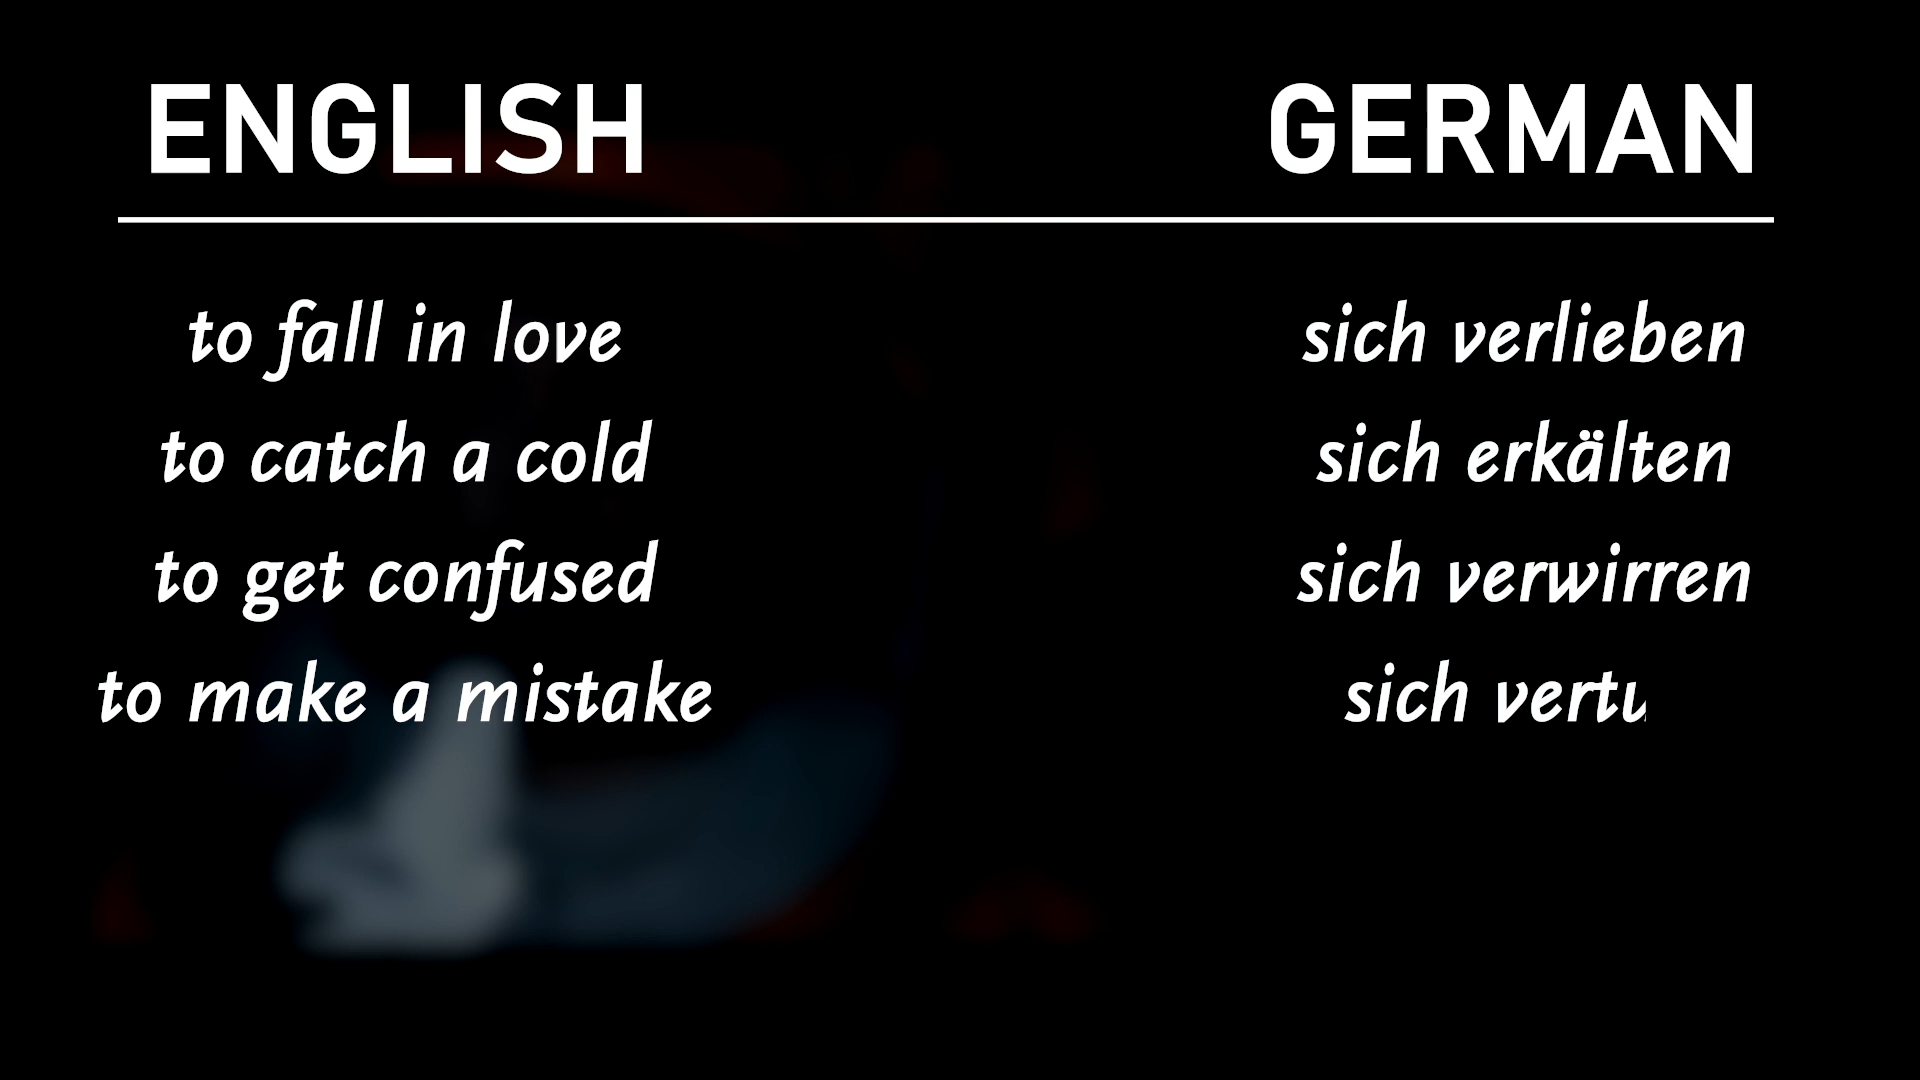 ENGLISH GERMAN
to fall in love sich verlieben
to catch a cold sich erkälten
to get confused sich verwirren
to make a mistake sich